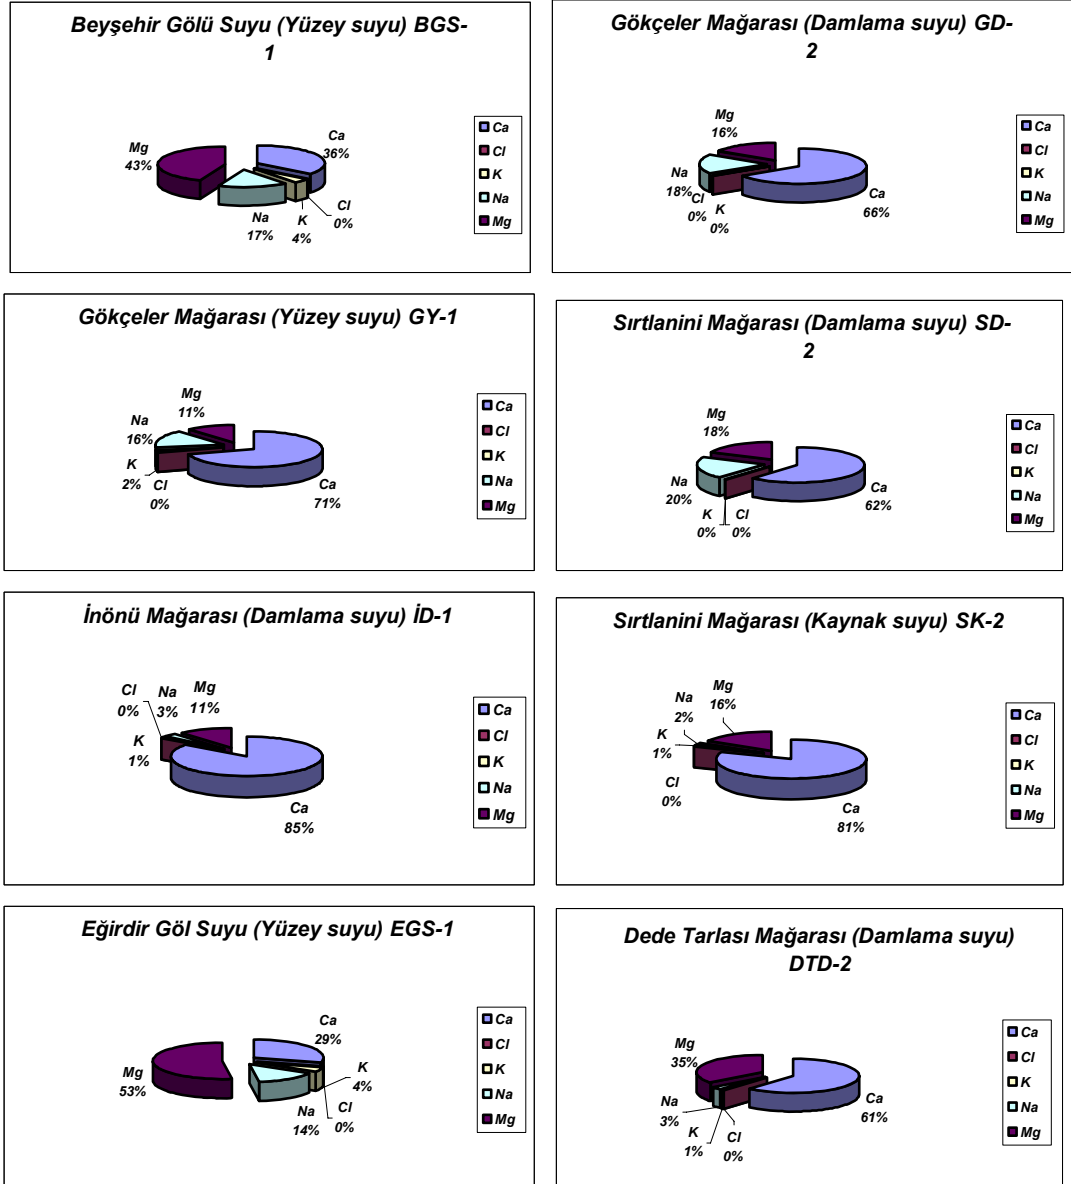 Beyşehir Gölü Suyu (Yüzey suyu) BGS-
1
Mg
43%
Ca
36%
Cl
0%
K
4%
Na
17%
Ca
Cl
K
Na
Mg
Gökçeler Mağarası (Damlama suyu) GD-
2
Mg
16%
Na
18%
Cl
0%
K
0%
Ca
66%
Ca
Cl
K
Na
Mg
Gökçeler Mağarası (Yüzey suyu) GY-1
Mg
11%
Na
16%
K
2%
Cl
0%
Ca
71%
Ca
Cl
K
Na
Mg
Sırtlanini Mağarası (Damlama suyu) SD-
2
Mg
18%
Na
20%
K
0%
Cl
0%
Ca
62%
Ca
Cl
K
Na
Mg
İnönü Mağarası (Damlama suyu) İD-1
Cl
0%
Na
3%
Mg
11%
K
1%
Ca
85%
Ca
Cl
K
Na
Mg
Sırtlanini Mağarası (Kaynak suyu) SK-2
Na
2%
Mg
16%
K
1%
Cl
0%
Ca
81%
Ca
Cl
K
Na
Mg
Eğirdir Göl Suyu (Yüzey suyu) EGS-1
Ca
29%
Mg
53%
K
4%
Cl
0%
Na
14%
Ca
Cl
K
Na
Mg
Dede Tarlası Mağarası (Damlama suyu)
DTD-2
Mg
35%
Na
3%
K
1%
Cl
0%
Ca
61%
Ca
Cl
K
Na
Mg